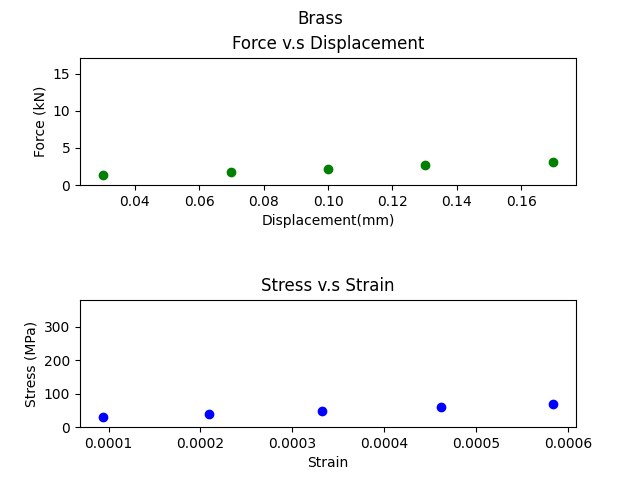 Brass
Force v.s Displacement
Force (kN)
15
10
5
0
0.04 0.06 0.08 0.10 0.12 0.14 0.16
Displacement(mm)
Stress v.s Strain
Stress (MPa)
300
200
100
0
0.0001 0.0002 0.0003 0.0004 0.0005 0.0006
Strain